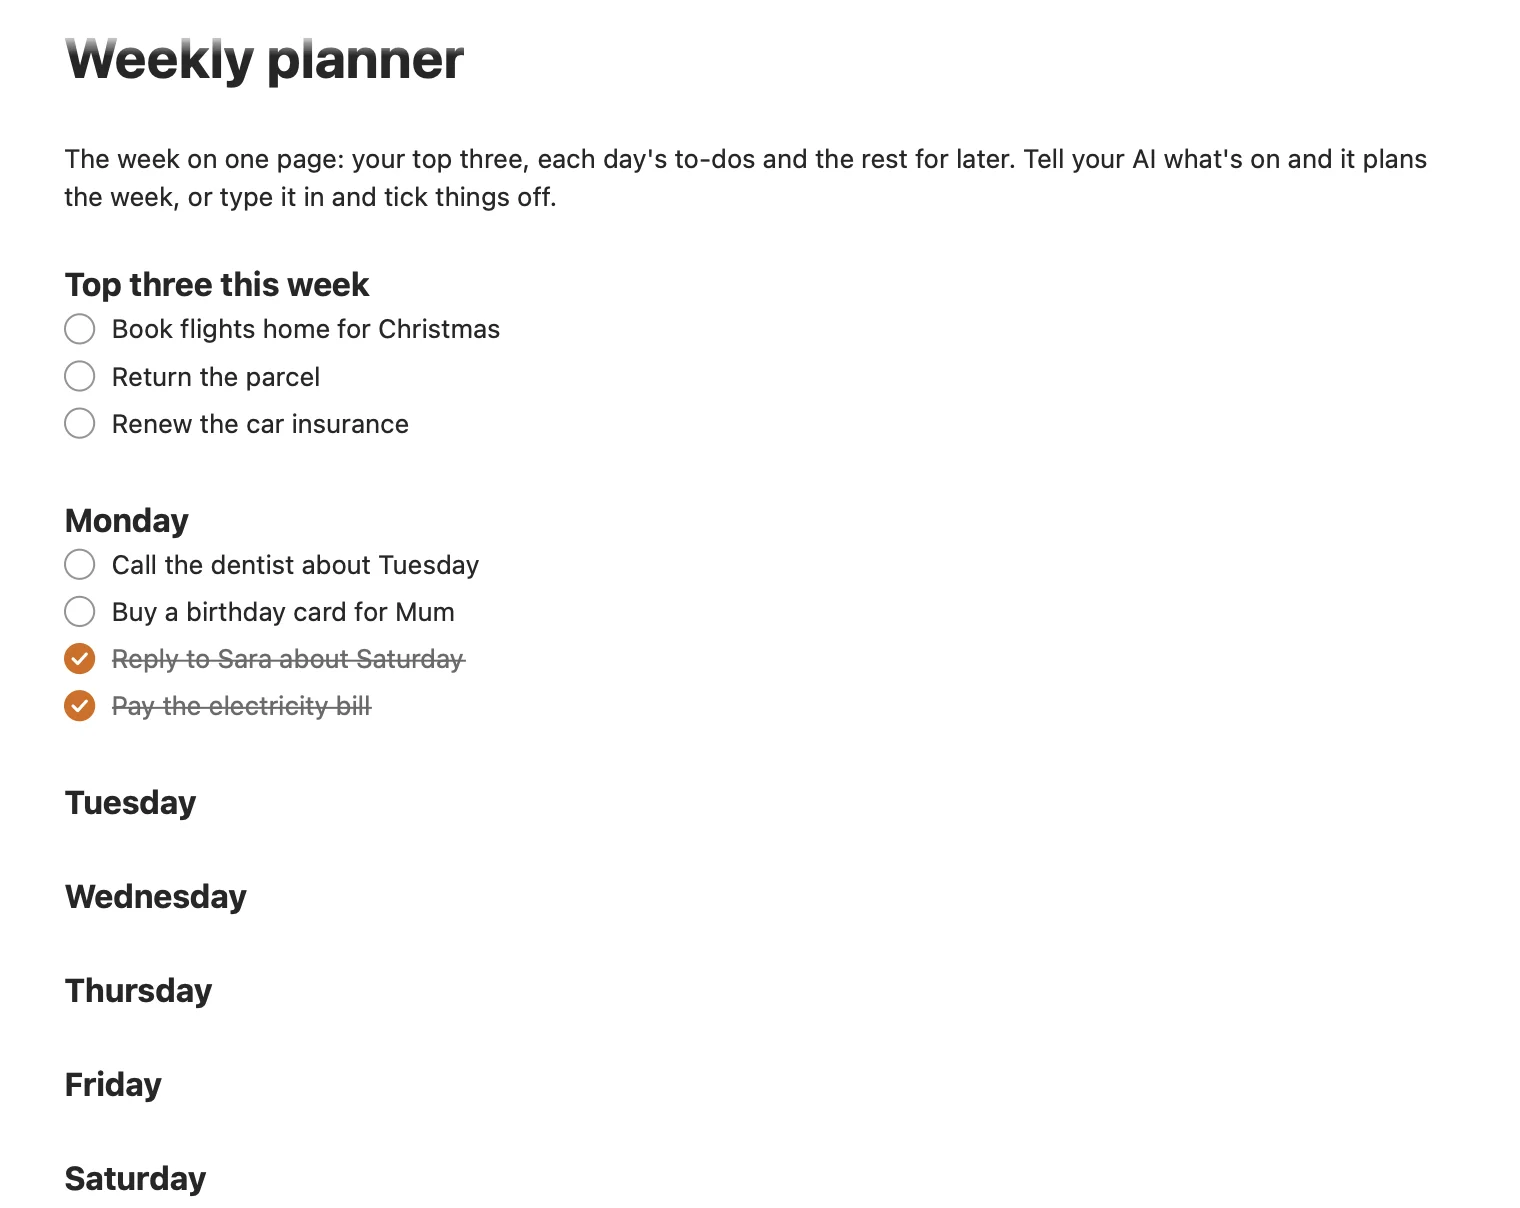 Weekly planner
The week on one page: your top three, each day's to-dos and the rest for later. Tell your AI what's on and it plans
the week, or type it in and tick things off.
Top three this week
Book flights home for Christmas
Return the parcel
Renew the car insurance
Monday
Call the dentist about Tuesday
Buy a birthday card for Mum
Reply to Sara about Saturday
Pay the electricity bill
Tuesday
Wednesday
Thursday
Friday
Saturday